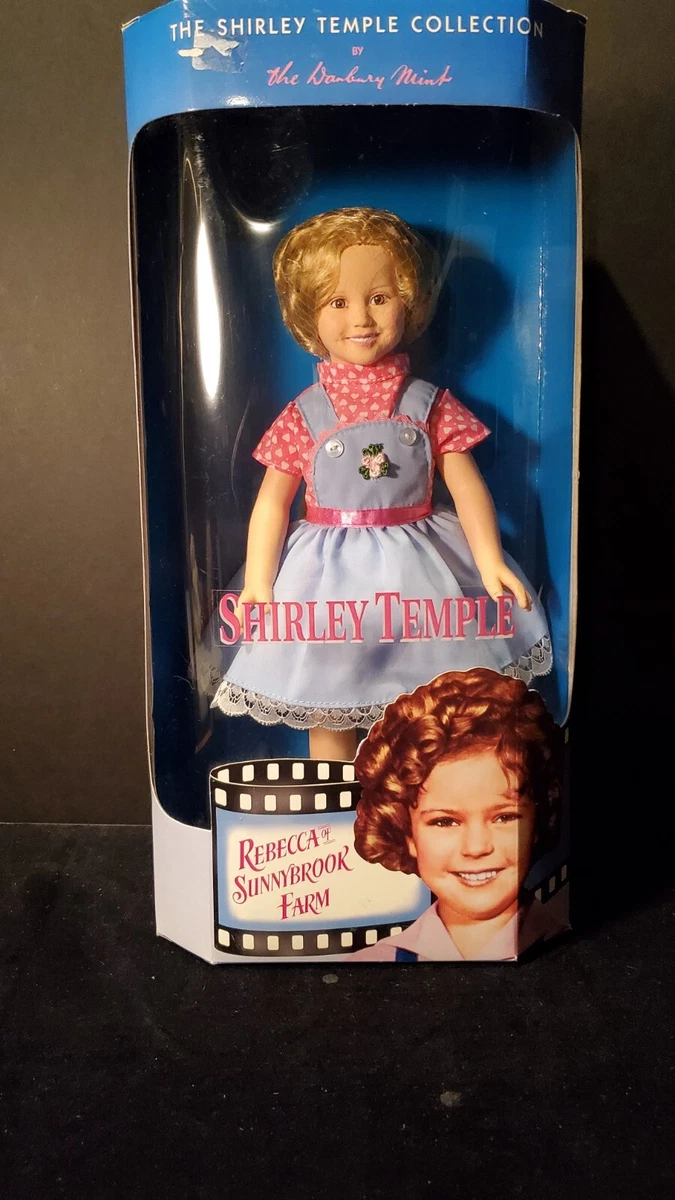 THE SHIRLEY TEMPLE COLLECTION
BY
The Danbury Mint
SHIRLEY TEMPLE
REBECCA of
SUNNYBROOK
FARM